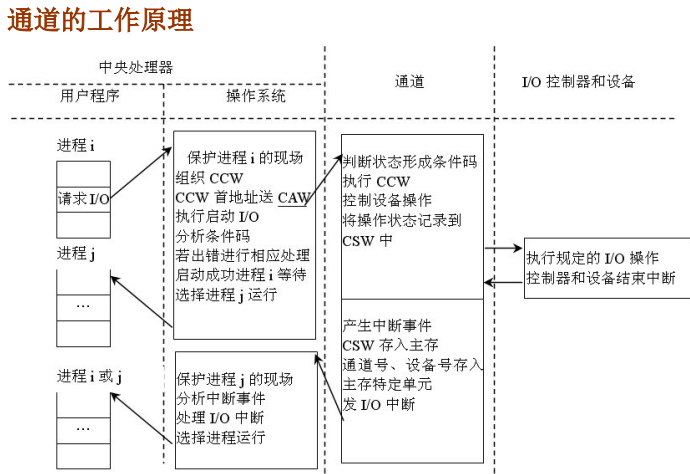 通道的工作原理
中央处理器
用户程序
操作系统
通道
I/O 控制器和设备
进程 i
请求 I/O
进程 j
…
进程 i 或 j
…
保护进程 i 的现场
组织 CCW
CCW 首地址送 CAW
执行启动 I/O
分析条件码
若出错进行相应处理
启动成功进程 i 等待
选择进程 j 运行
保护进程 j 的现场
分析中断事件
处理 I/O 中断
选择进程运行
判断状态形成条件码
执行 CCW
控制设备操作
将操作状态记录到
CSW 中
产生中断事件
CSW 存入主存
通道号、设备号存入
主存特定单元
发 I/O 中断
执行规定的 I/O 操作
控制器和设备结束中断